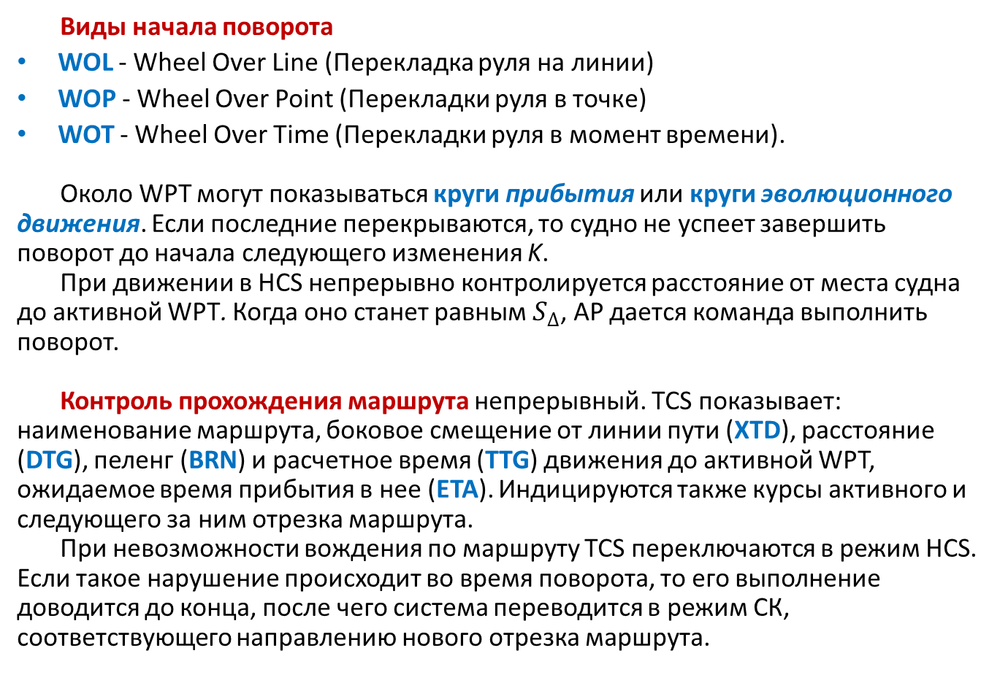 Виды начала поворота
• WOL - Wheel Over Line (Перекладка руля на линии)
• WOP - Wheel Over Point (Перекладки руля в точке)
• WOT - Wheel Over Time (Перекладки руля в момент времени).
Около WPT могут показываться круги прибытия или круги эволюционного
движения. Если последние перекрываются, то судно не успеет завершить
поворот до начала следующего изменения K.
При движении в HCS непрерывно контролируется расстояние от места судна
до активной WPT. Когда оно станет равным S_Δ, АР дается команда выполнить
поворот.
Контроль прохождения маршрута непрерывный. TCS показывает:
наименование маршрута, боковое смещение от линии пути (XTD), расстояние
(DTG), пеленг (BRN) и расчетное время (TTG) движения до активной WPT,
ожидаемое время прибытия в нее (ETA). Индицируются также курсы активного и
следующего за ним отрезка маршрута.
При невозможности вождения по маршруту TCS переключаются в режим HCS.
Если такое нарушение происходит во время поворота, то его выполнение
доводится до конца, после чего система переводится в режим СК,
соответствующего направлению нового отрезка маршрута.